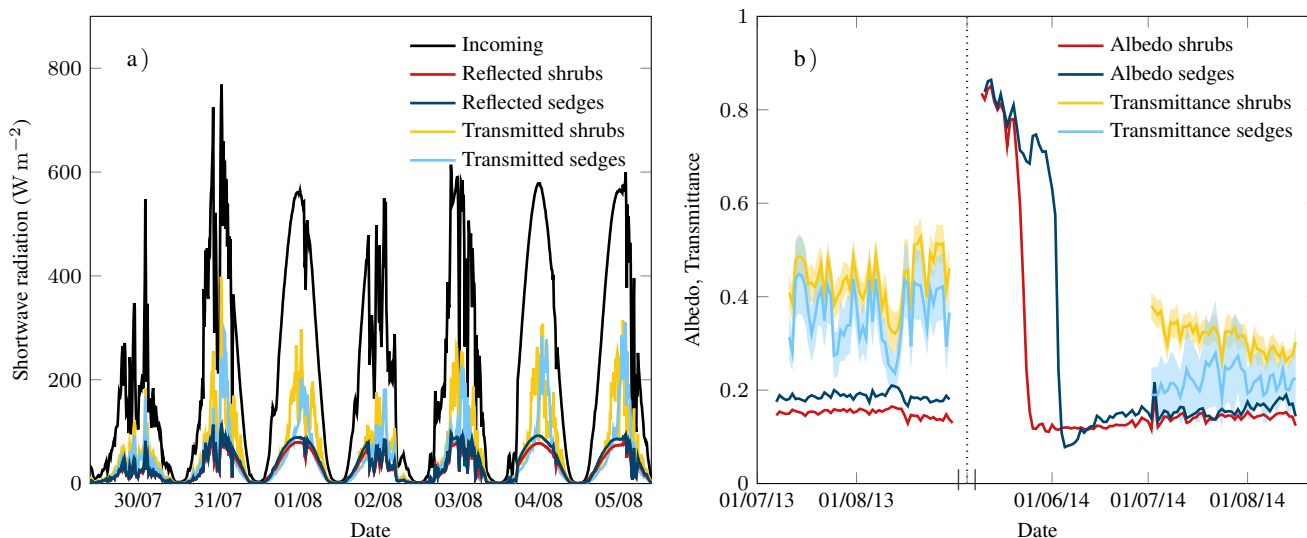 a)
Incoming
Reflected shrubs
Reflected sedges
Transmitted shrubs
Transmitted sedges
800
600
400
200
0
Shortwave radiation (W m−2)
30/07 31/07 01/08 02/08 03/08 04/08 05/08
Date
b)
Albedo shrubs
Albedo sedges
Transmittance shrubs
Transmittance sedges
1
0.8
0.6
0.4
0.2
0
Albedo, Transmittance
01/07/13 01/08/13 01/06/14 01/07/14 01/08/14
Date